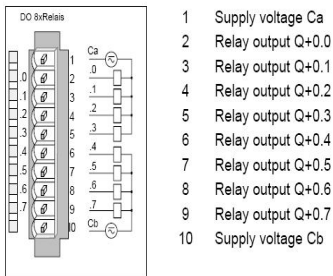 DO 8xRelais
Ca
1
.0 2 .0
.1 3 .1
.2 4 .2
.3 5 .3
.4 6 .4
.5 7 .5
.6 8 .6
.7 9 .7
10 Cb
1 Supply voltage Ca
2 Relay output Q+0.0
3 Relay output Q+0.1
4 Relay output Q+0.2
5 Relay output Q+0.3
6 Relay output Q+0.4
7 Relay output Q+0.5
8 Relay output Q+0.6
9 Relay output Q+0.7
10 Supply voltage Cb